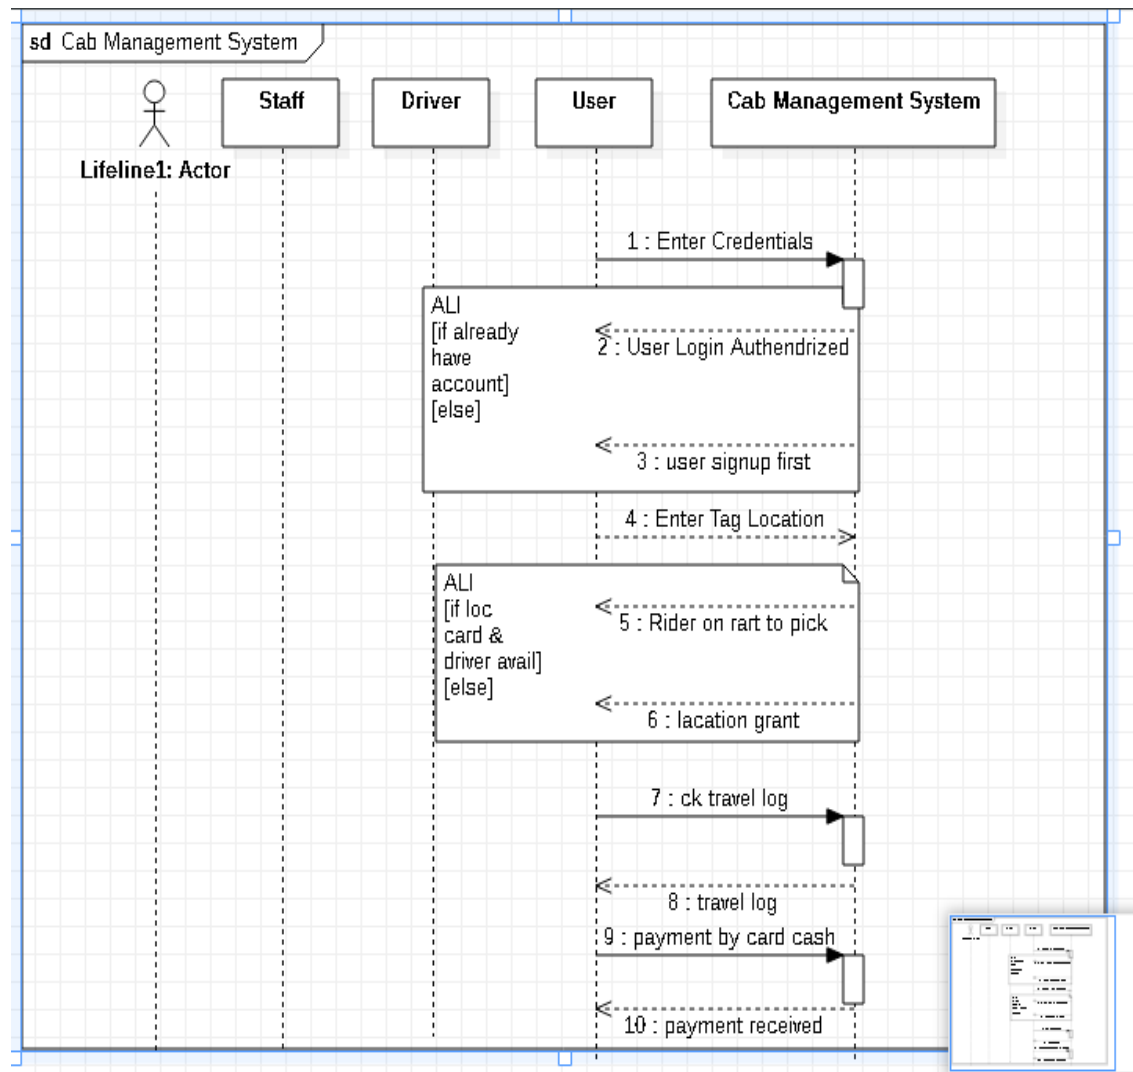 sd Cab Management System
Staff
Driver
User
Cab Management System
Lifeline1: Actor
1 : Enter Credentials
ALI
[if already
have
account]
[else]
2 : User Login Authendrized
3 : user signup first
4 : Enter Tag Location
ALI
[if loc
card &
driver avail]
[else]
5 : Rider on rart to pick
6 : lacation grant
7 : ck travel log
8 : travel log
9 : payment by card cash
10 : payment received